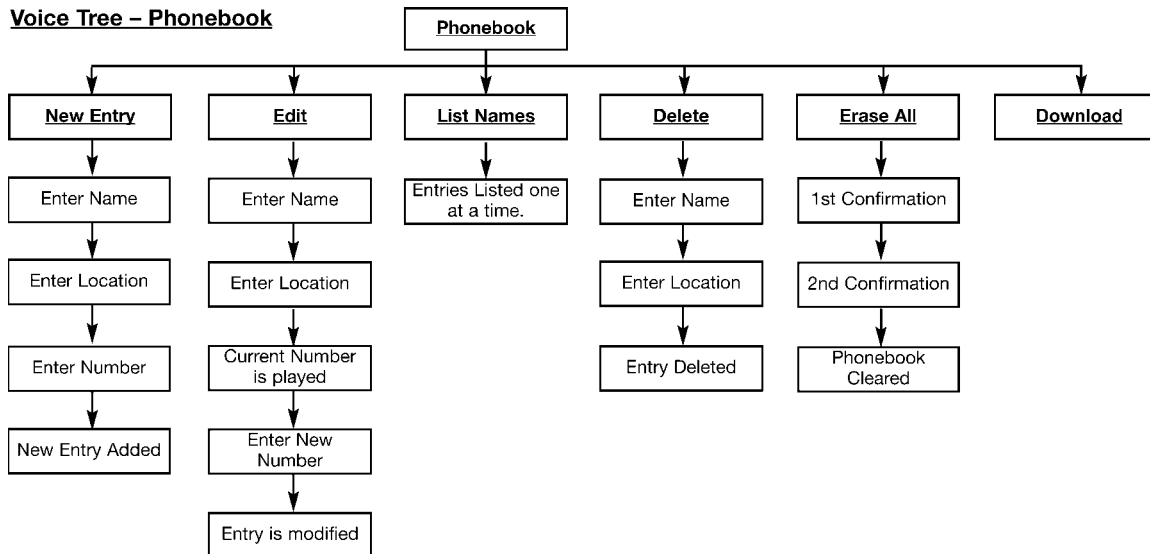 Voice Tree – Phonebook
Phonebook
New Entry
Edit
List Names
Delete
Erase All
Download
Enter Name
Enter Name
Entries Listed one
at a time.
Enter Name
1st Confirmation
Enter Location
Enter Location
Enter Location
2nd Confirmation
Enter Number
Current Number
is played
Entry Deleted
Phonebook
Cleared
New Entry Added
Enter New
Number
Entry is modified